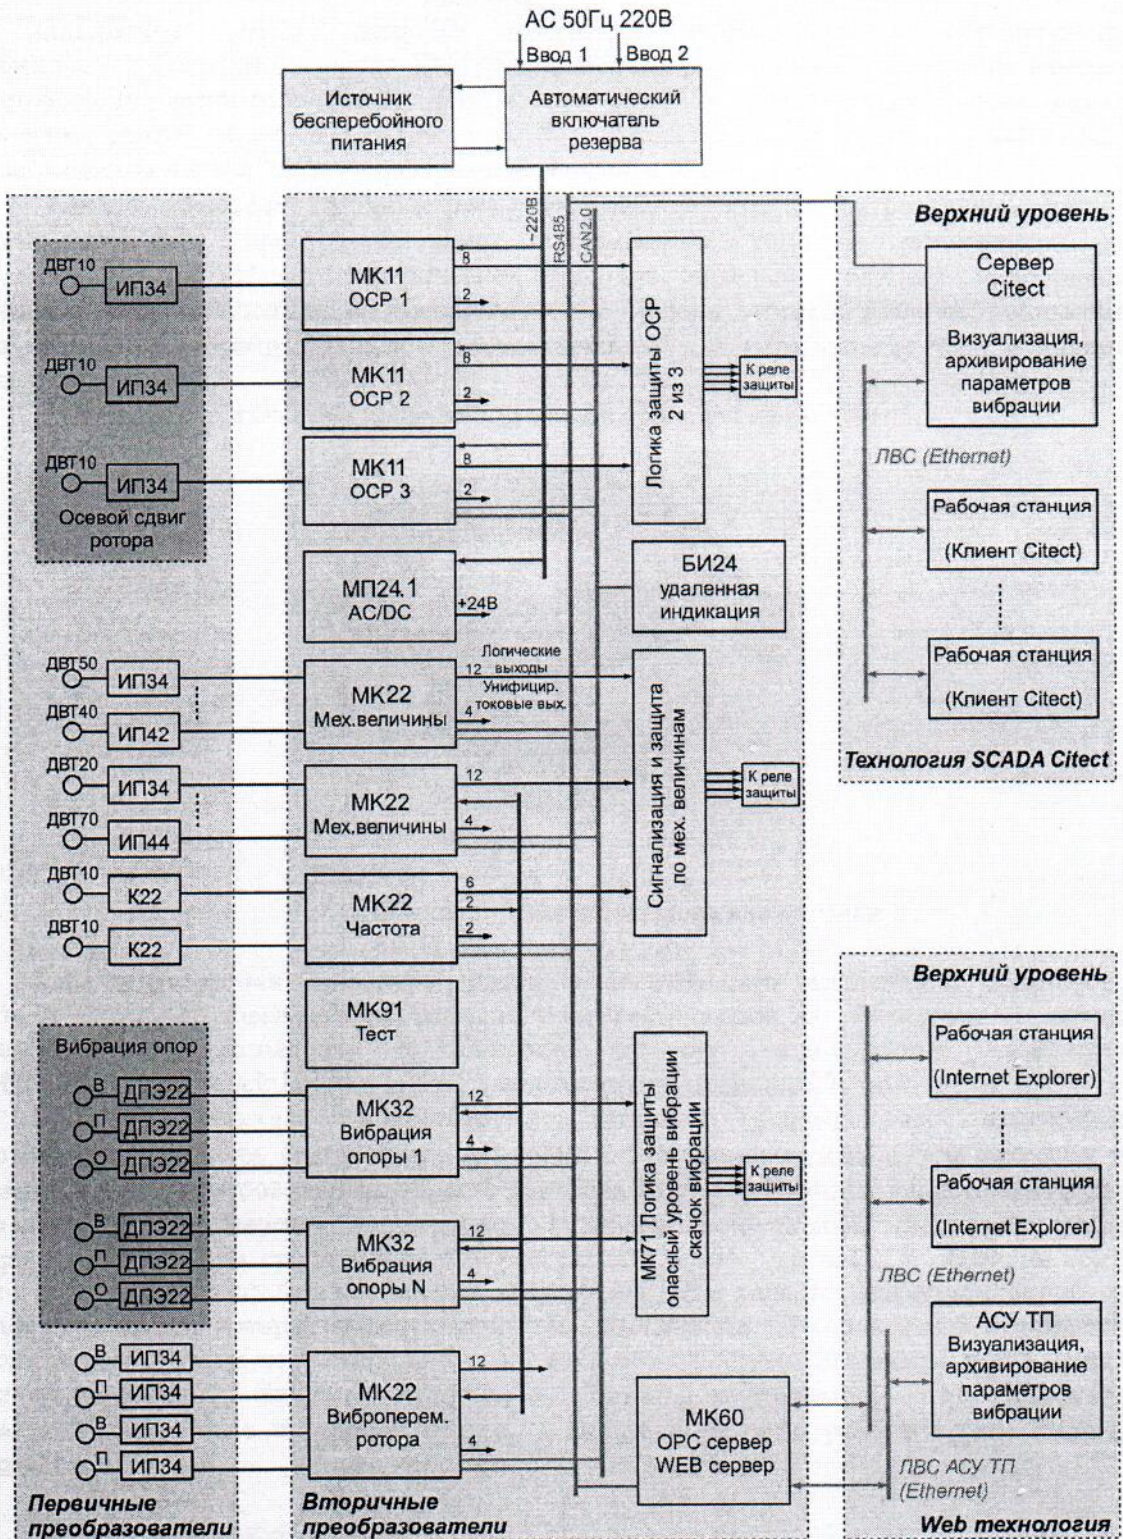 АС 50Гц 220В
Ввод 1
Ввод 2
Источник
бесперебойного
питания
Автоматический
включатель
резерва
~220В
RS485
CAN2.0
ДВТ10
ИП34
ДВТ10
ИП34
ДВТ10
ИП34
Осевой сдвиг
ротора
МК11
ОСР 1
8
2
МК11
ОСР 2
8
2
МК11
ОСР 3
8
2
Логика защиты ОСР
2 из 3
К реле
защиты
МП24.1
AC/DC
+24В
БИ24
удаленная
индикация
ДВТ50
ИП34
ДВТ40
ИП42
МК22
Мех.величины
12
Логические
выходы
Унифицир.
токовые вых.
4
ДВТ20
ИП34
ДВТ70
ИП44
МК22
Мех.величины
12
4
ДВТ10
К22
ДВТ10
К22
МК22
Частота
6
2
2
Сигнализация и защита
по мех. величинам
К реле
защиты
МК91
Тест
Вибрация опор
В
ДПЭ22
П
ДПЭ22
О
ДПЭ22
В
ДПЭ22
П
ДПЭ22
О
ДПЭ22
МК32
Вибрация
опоры 1
12
4
МК32
Вибрация
опоры N
12
4
МК71 Логика защиты
опасный уровень вибрации
скачок вибрации
К реле
защиты
В
ИП34
П
ИП34
В
ИП34
П
ИП34
МК22
Виброперем.
ротора
12
4
МК60
OPC сервер
WEB сервер
Первичные
преобразователи
Вторичные
преобразователи
Верхний уровень
Сервер
Citect
Визуализация,
архивирование
параметров
вибрации
ЛВС (Ethernet)
Рабочая станция
(Клиент Citect)
Рабочая станция
(Клиент Citect)
Технология SCADA Citect
Верхний уровень
Рабочая станция
(Internet Explorer)
Рабочая станция
(Internet Explorer)
ЛВС (Ethernet)
АСУ ТП
Визуализация,
архивирование
параметров
вибрации
ЛВС АСУ ТП
(Ethernet)
Web технология